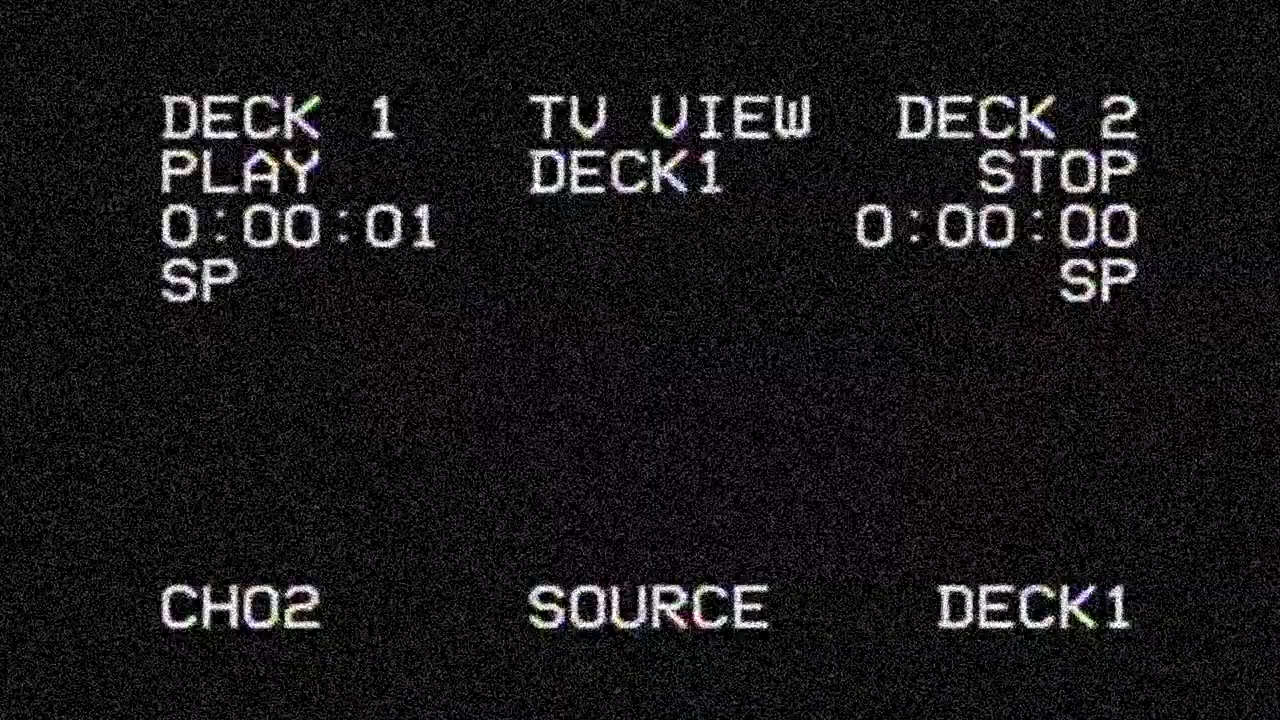 DECK 1 TV VIEW DECK 2
PLAY DECK1 STOP
0:00:01 0:00:00
SP SP
CH02 SOURCE DECK1